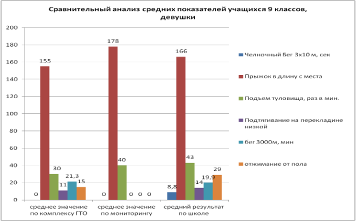 Сравнительный анализ средних показателей учащихся 9 классов,
девушки
200
180
160
140
120
100
80
60
40
20
0
0 155 30 11 21,3 15
0 178 40 0 0 0
8,8 166 43 14 19,9 29
среднее значение
по комплексу ГТО
среднее значение
по мониторингу
средний результат
по школе
Челночный бег 3х10 м, сек
Прыжок в длину с места
Подъем туловища, раз в мин.
Подтягивание на перекладине
низкой
бег 3000м, мин
отжимание от пола